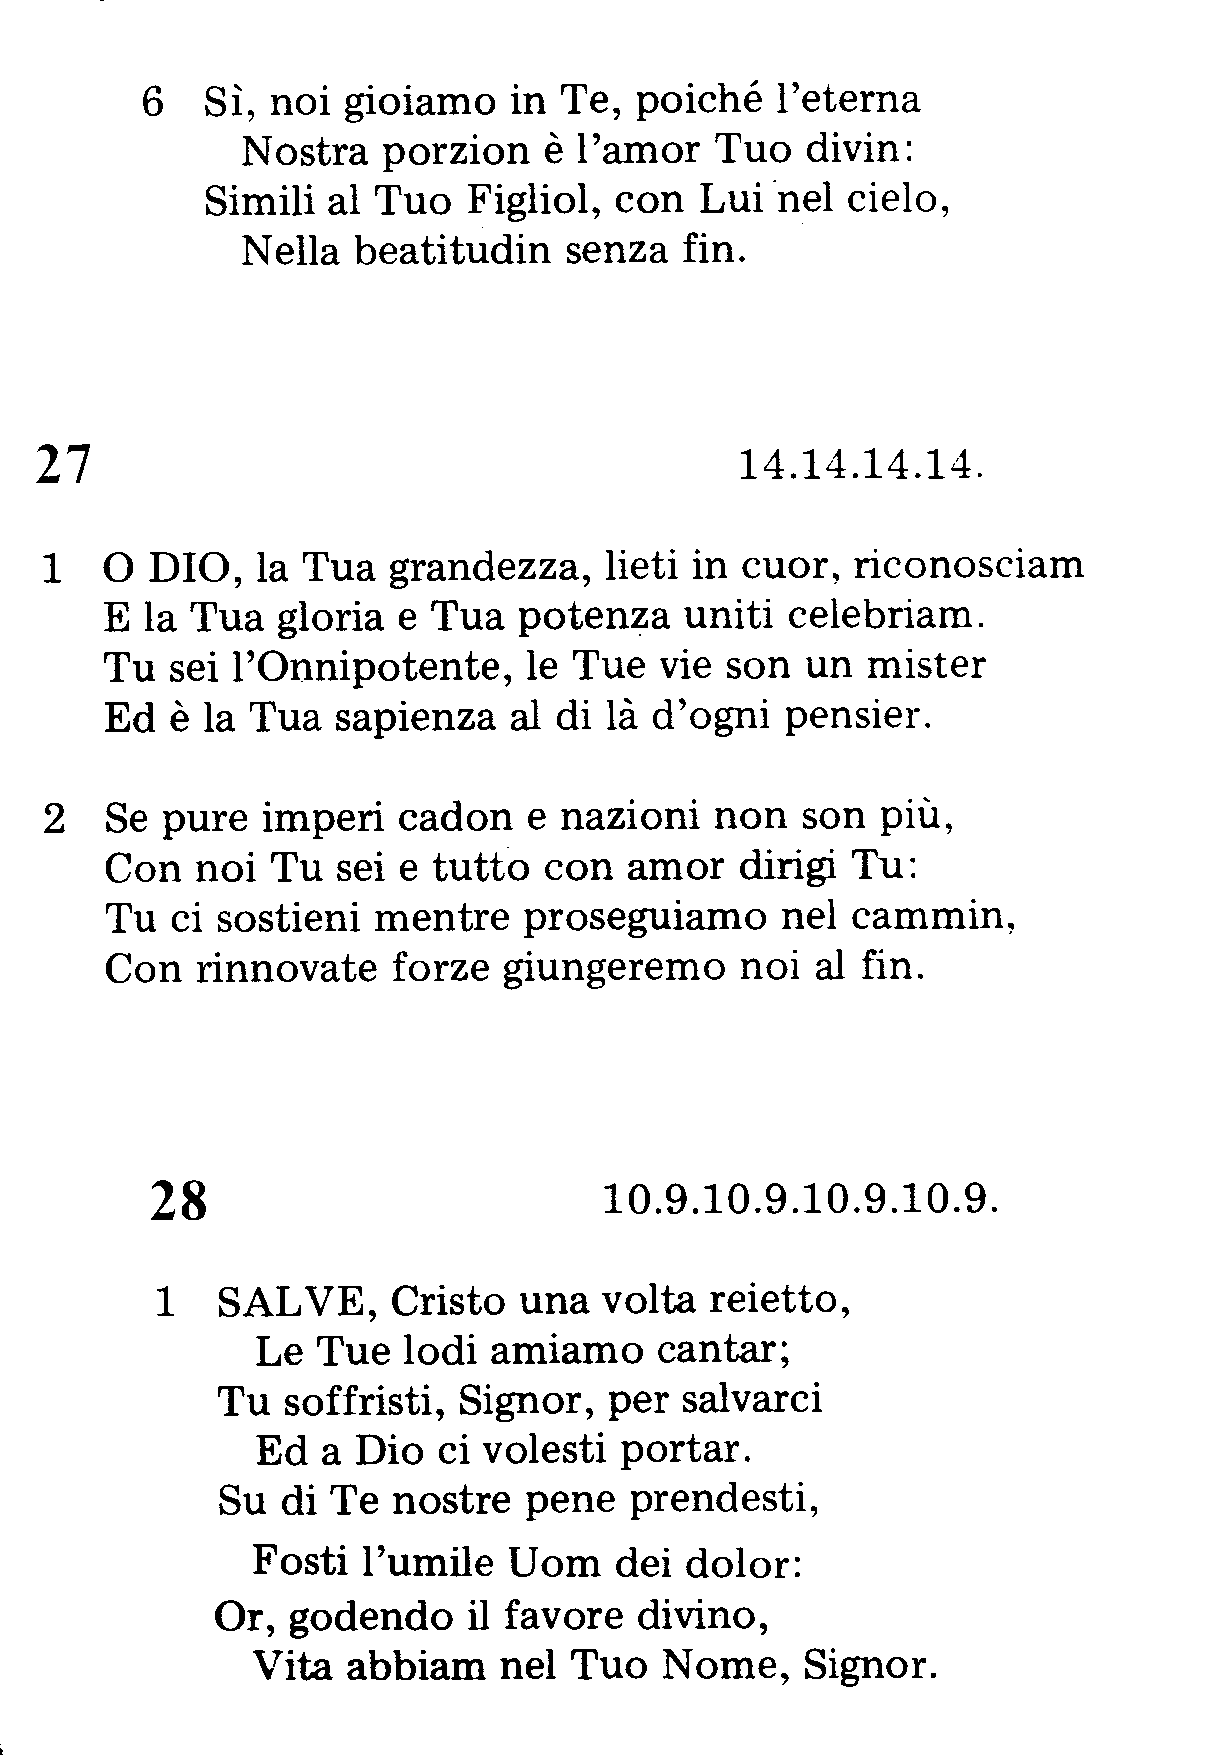 6 Sì, noi gioiamo in Te, poiché l'eterna
Nostra porzion è l'amor Tuo divin:
Simili al Tuo Figliol, con Lui nel cielo,
Nella beatitudin senza fin.
27 14.14.14.14.
1 O DIO, la Tua grandezza, lieti in cuor, riconosciam
E la Tua gloria e Tua potenza uniti celebriam.
Tu sei l'Onnipotente, le Tue vie son un mister
Ed è la Tua sapienza al di là d'ogni pensier.
2 Se pure imperi cadon e nazioni non son più,
Con noi Tu sei e tutto con amor dirigi Tu:
Tu ci sostieni mentre proseguiamo nel cammin,
Con rinnovate forze giungeremo noi al fin.
28 10.9.10.9.10.9.10.9.
1 SALVE, Cristo una volta reietto,
Le Tue lodi amiamo cantar;
Tu soffristi, Signor, per salvarci
Ed a Dio ci volesti portar.
Su di Te nostre pene prendesti,
Fosti l'umile Uom dei dolor:
Or, godendo il favore divino,
Vita abbiam nel Tuo Nome, Signor.